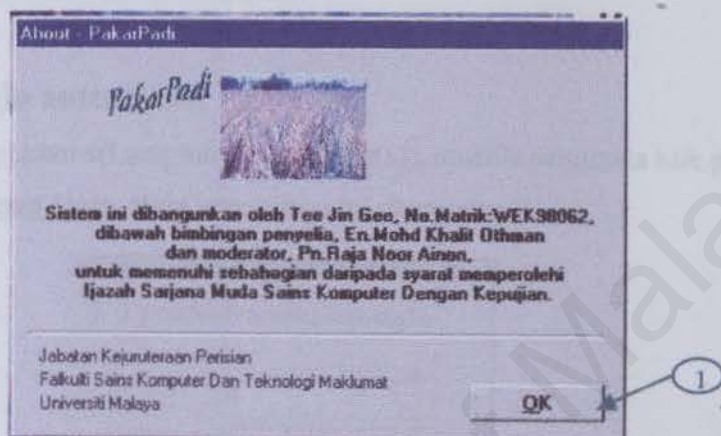 About - PakarPadi
PakarPadi
Sistem ini dibangunkan oleh Tee Jin Gee, No.Matrik:WEK98062,
dibawah bimbingan penyelia, En.Mohd Khalit Othman
dan moderator, Pn.Raja Noor Ainon,
untuk memenuhi sebahagian daripada syarat memperolehi
Ijazah Sarjana Muda Sains Komputer Dengan Kepujian.
Jabatan Kejuruteraan Perisian
Falkulti Sains Komputer Dan Teknologi Maklumat
Universiti Malaya
OK
1